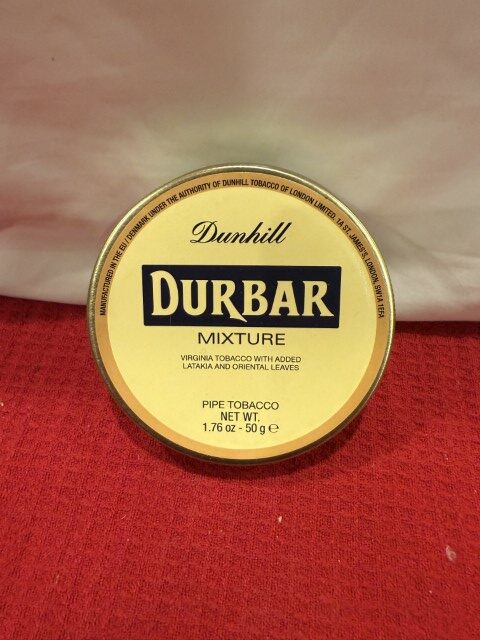 MANUFACTURED IN THE EU / DENMARK UNDER THE AUTHORITY OF DUNHILL TOBACCO OF LONDON LIMITED, 1A ST. JAMES'S, LONDON, SW1A 1EFA
Dunhill
DURBAR
MIXTURE
VIRGINIA TOBACCO WITH ADDED
LATAKIA AND ORIENTAL LEAVES
PIPE TOBACCO
NET WT.
1.76 oz - 50 g ℮